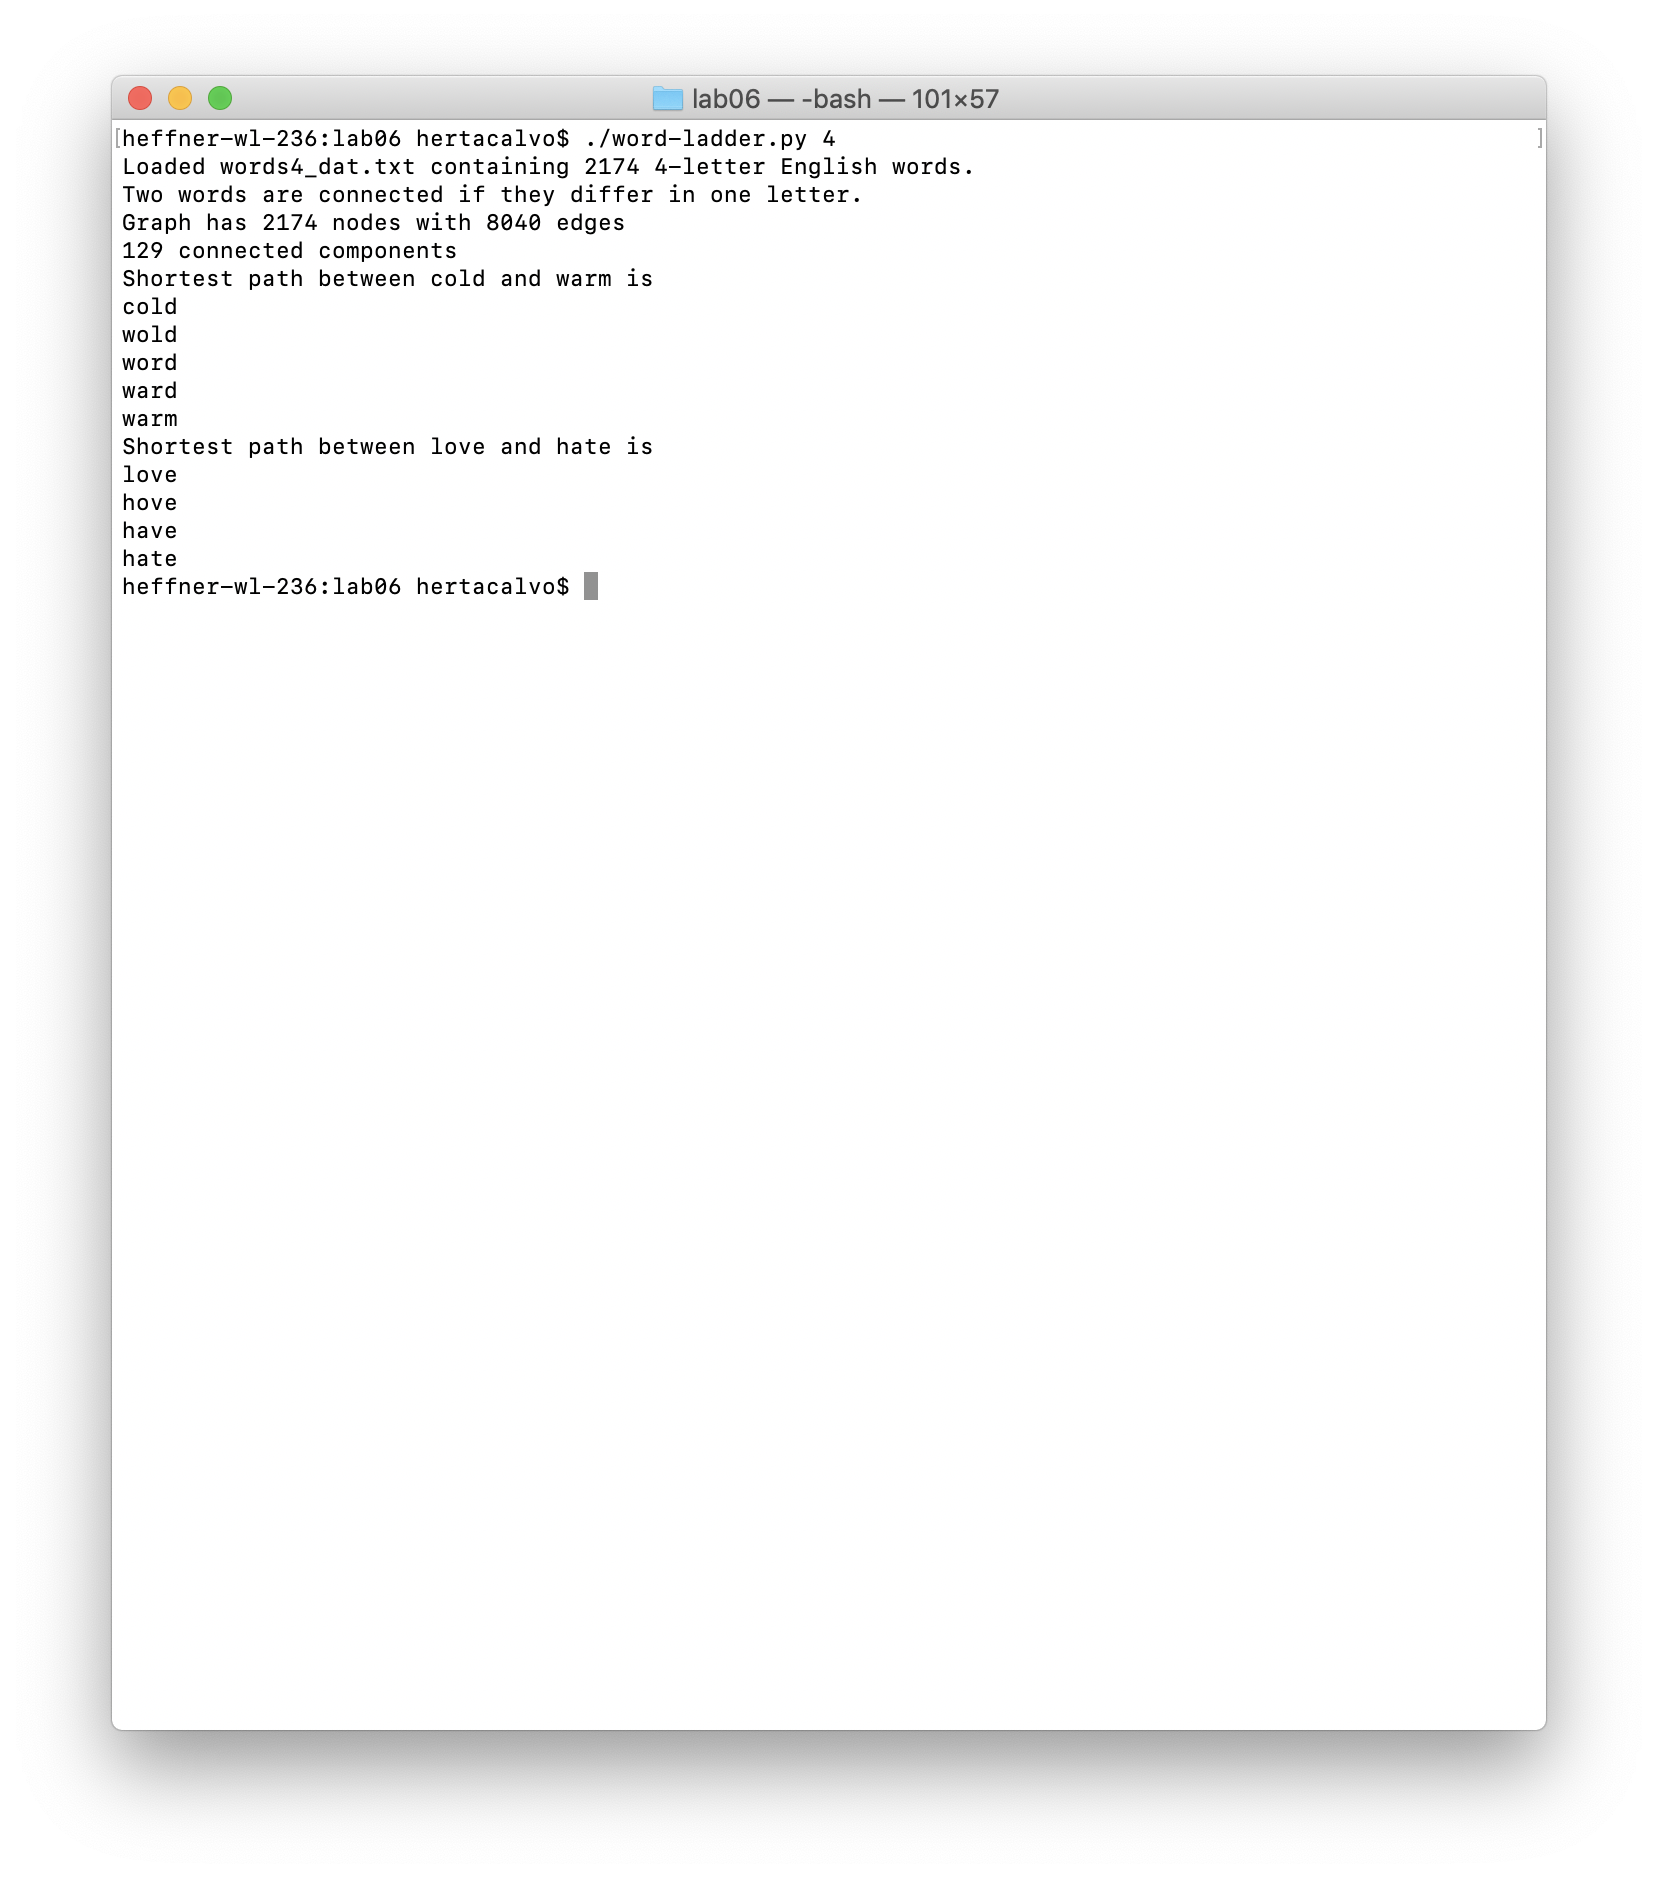 lab06 — -bash — 101×57
[heffner-wl-236:lab06 hertacalvo$ ./word-ladder.py 4 ]
Loaded words4_dat.txt containing 2174 4-letter English words.
Two words are connected if they differ in one letter.
Graph has 2174 nodes with 8040 edges
129 connected components
Shortest path between cold and warm is
cold
wold
word
ward
warm
Shortest path between love and hate is
love
hove
have
hate
heffner-wl-236:lab06 hertacalvo$